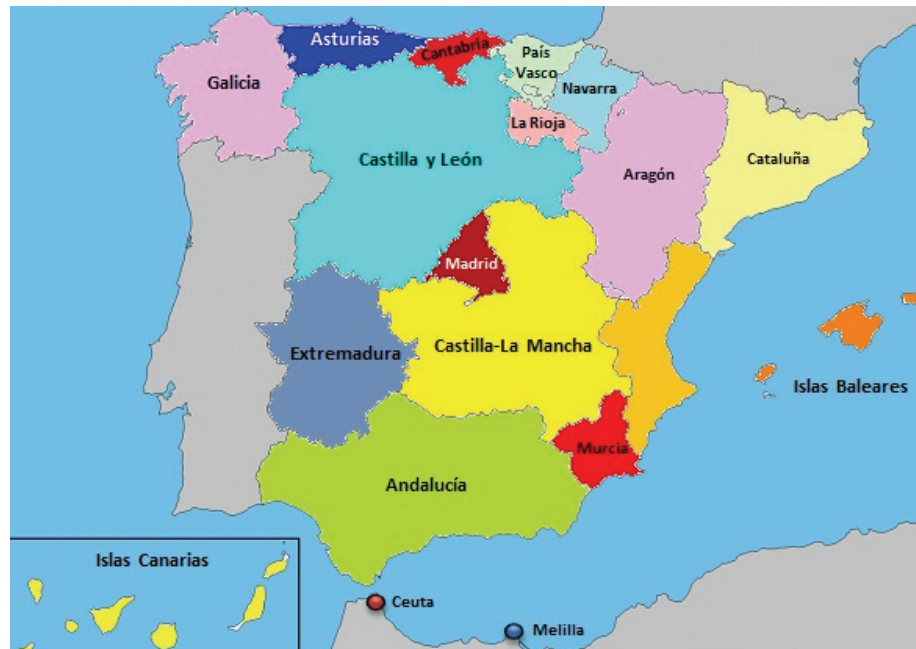 Asturias
Cantabria
País
Vasco
Galicia
Navarra
La Rioja
Castilla y León
Aragón
Cataluña
Madrid
Extremadura
Castilla-La Mancha
Islas Baleares
Murcia
Andalucía
Islas Canarias
Ceuta
Melilla